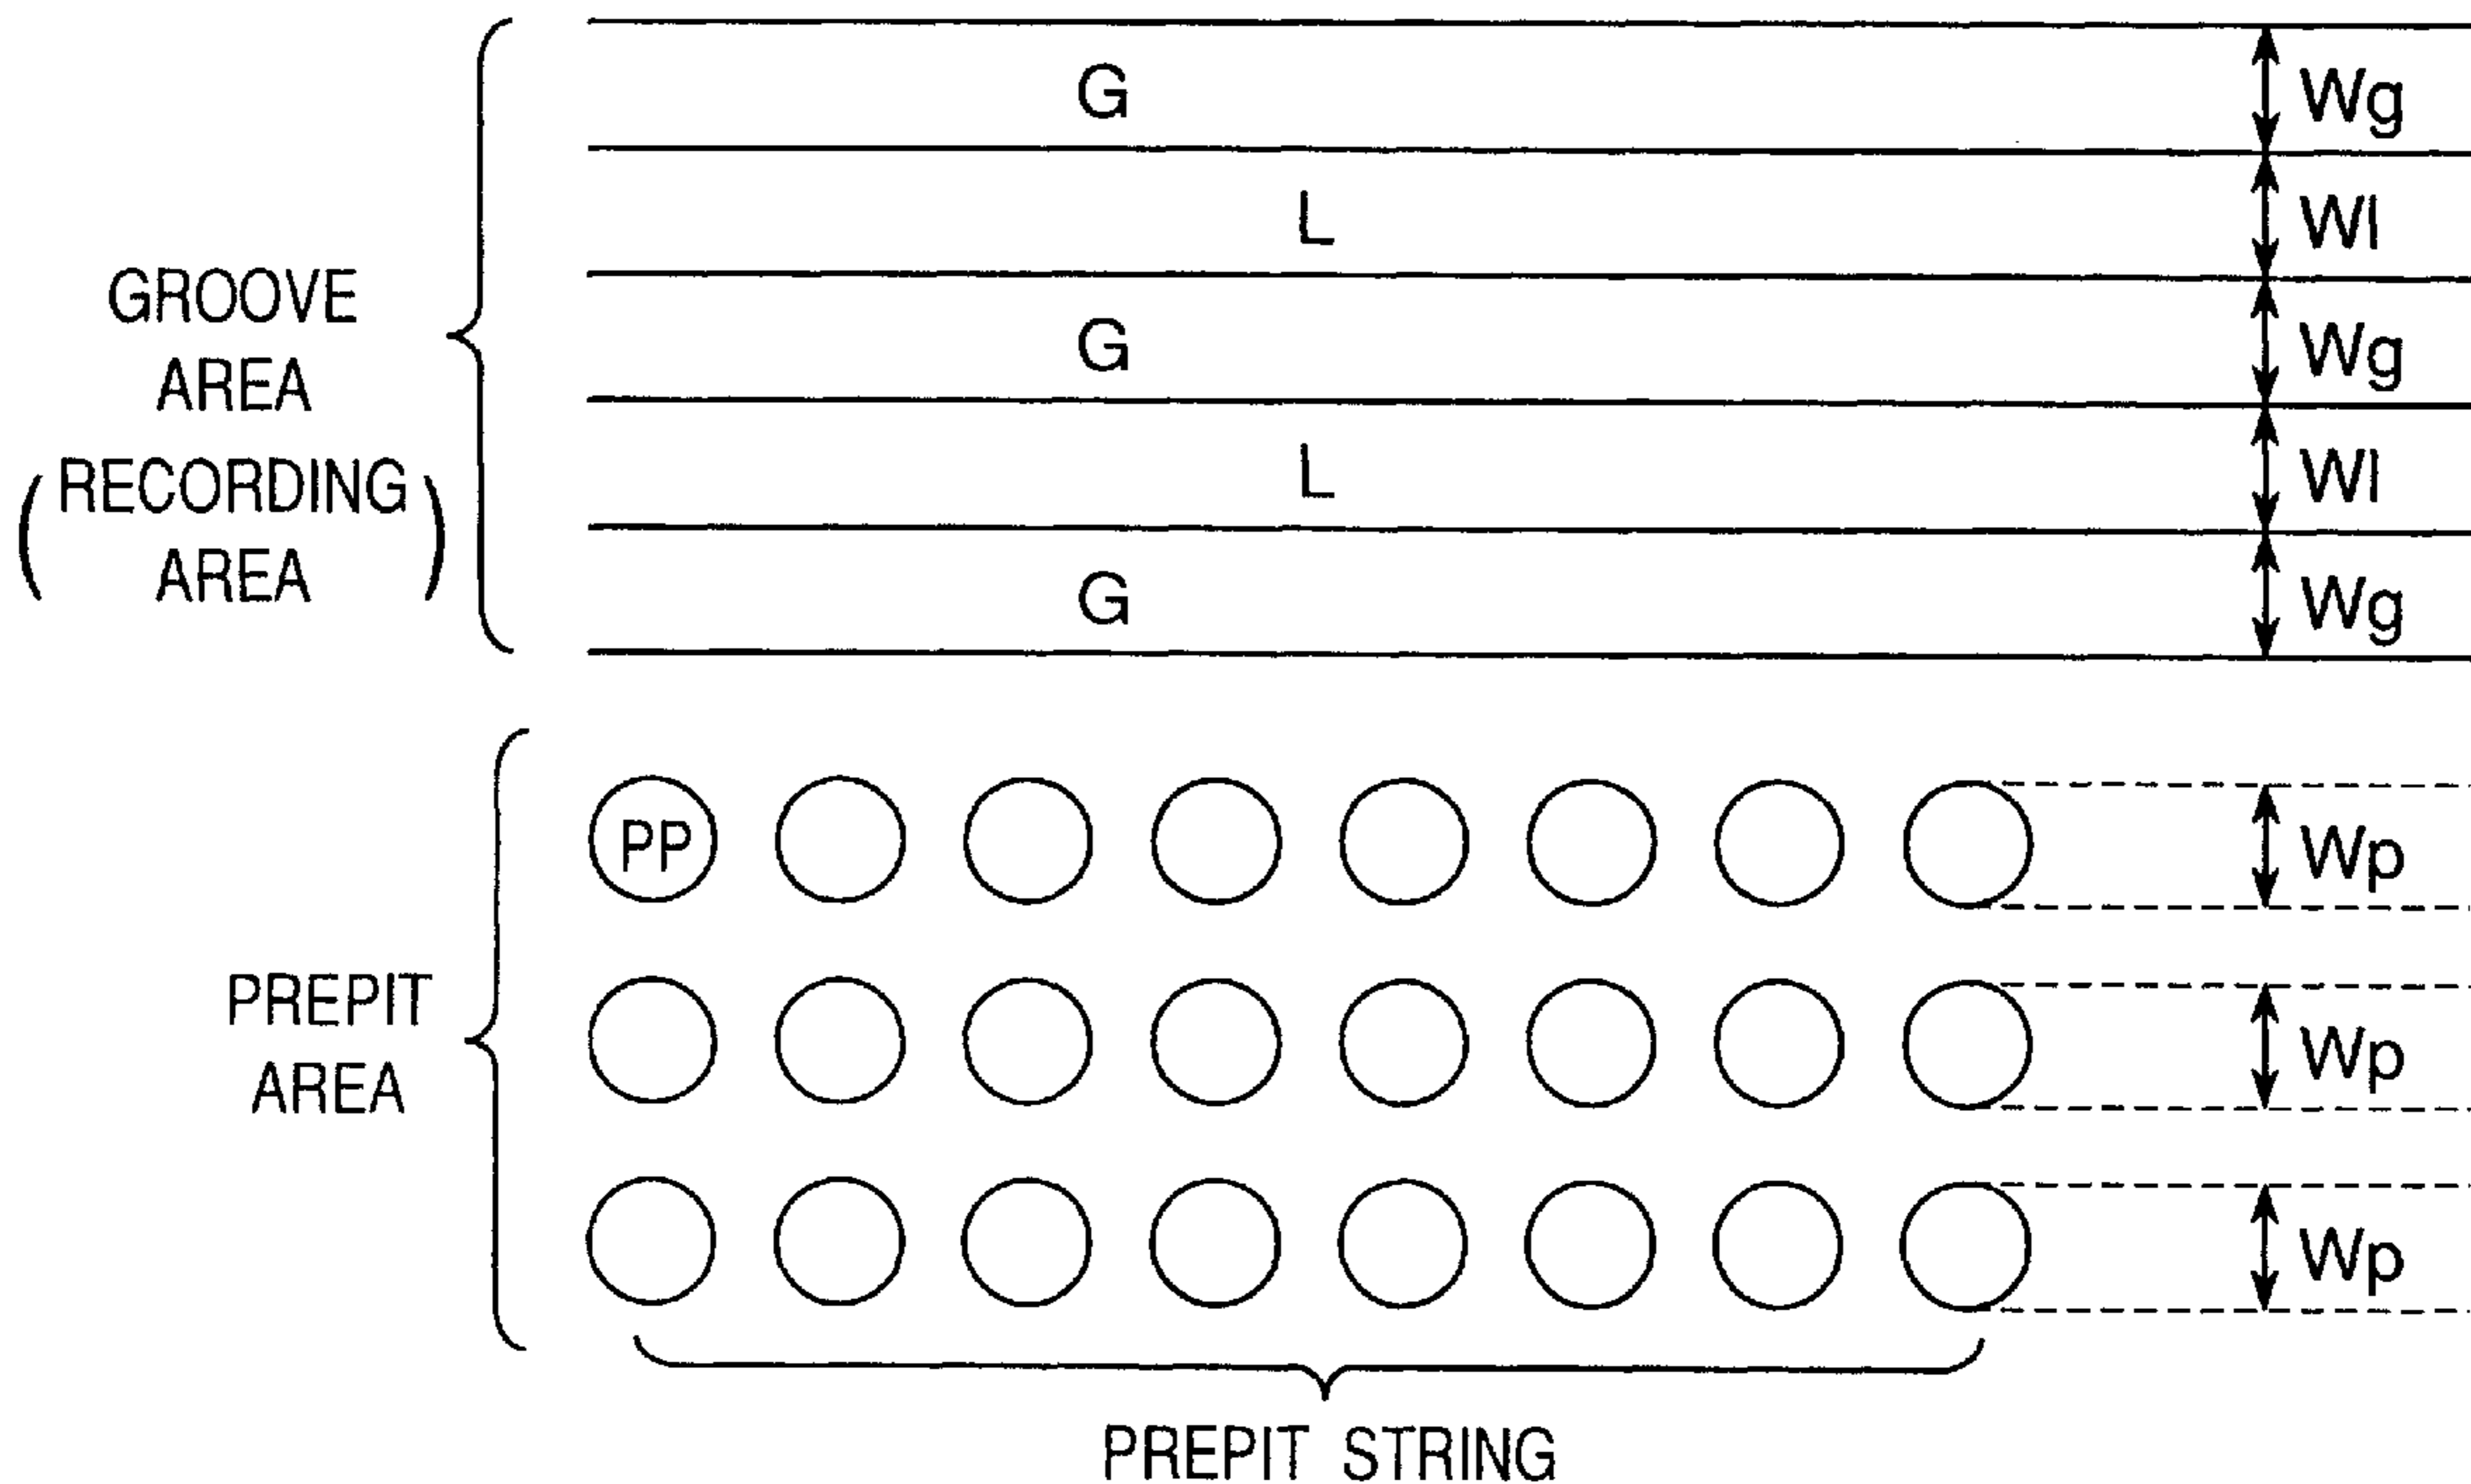 G
Wg
L
Wl
G
Wg
L
Wl
G
Wg
GROOVE
AREA
(RECORDING
AREA)
PP
Wp
Wp
Wp
PREPIT
AREA
PREPIT STRING